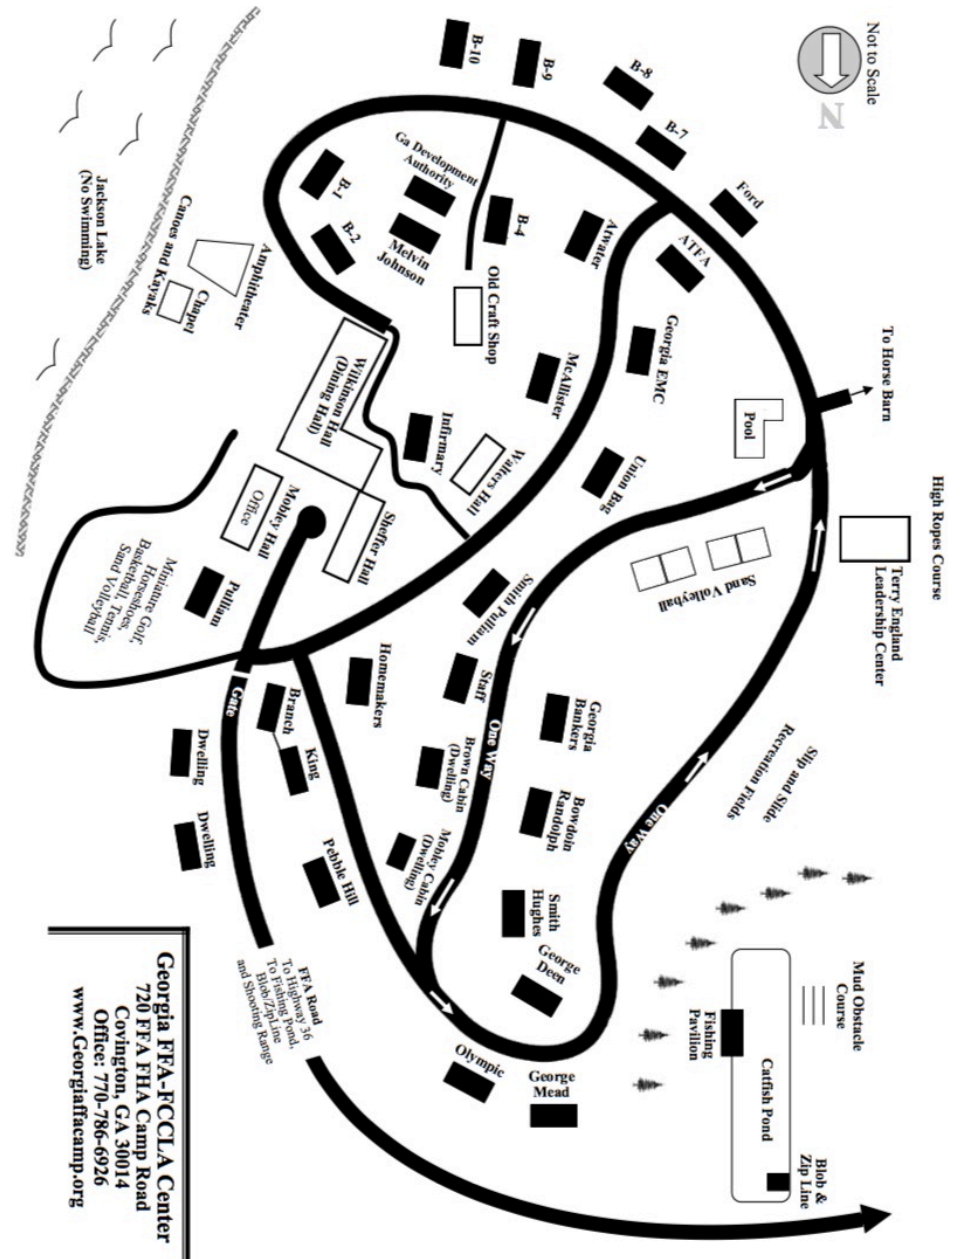 Not to Scale
N
B-10
B-9
B-8
B-7
Ford
Ga Development
Authority
B-1
B-2
Melvin
Johnson
B-4
Atwater
ATFA
Jackson Lake
(No Swimming)
Canoes and Kayaks
Chapel
Amphitheater
Old Craft Shop
McAllister
Georgia EMC
Pool
To Horse Barn
Wilkinson Hall
(Dining Hall)
Infirmary
Walters Hall
Union Bag
Sand Volleyball
High Ropes Course
Terry England
Leadership Center
Mobley Hall
Office
Sheffer Hall
Pulliam
Miniature Golf,
Horseshoes,
Basketball, Tennis,
Sand Volleyball
Smith Pulliam
Staff
Homemakers
Branch
King
Gate
Dwelling
Dwelling
Brown Cabin
(Dwelling)
Mobley Cabin
(Dwelling)
Pebble Hill
One Way
Georgia
Bankers
Bowdoin
Randolph
Smith
Hughes
George
Deen
One Way
Slip and Slide
Recreation Fields
Mud Obstacle
Course
Fishing
Pavilion
Catfish Pond
Blob &
Zip Line
Olympic
George
Mead
FFA Road
To Highway 36
To Fishing Pond,
Blob/ZipLine
and Shooting Range
Georgia FFA-FCCLA Center
720 FFA FHA Camp Road
Covington, GA 30014
Office: 770-786-6926
www.Georgiaffacamp.org